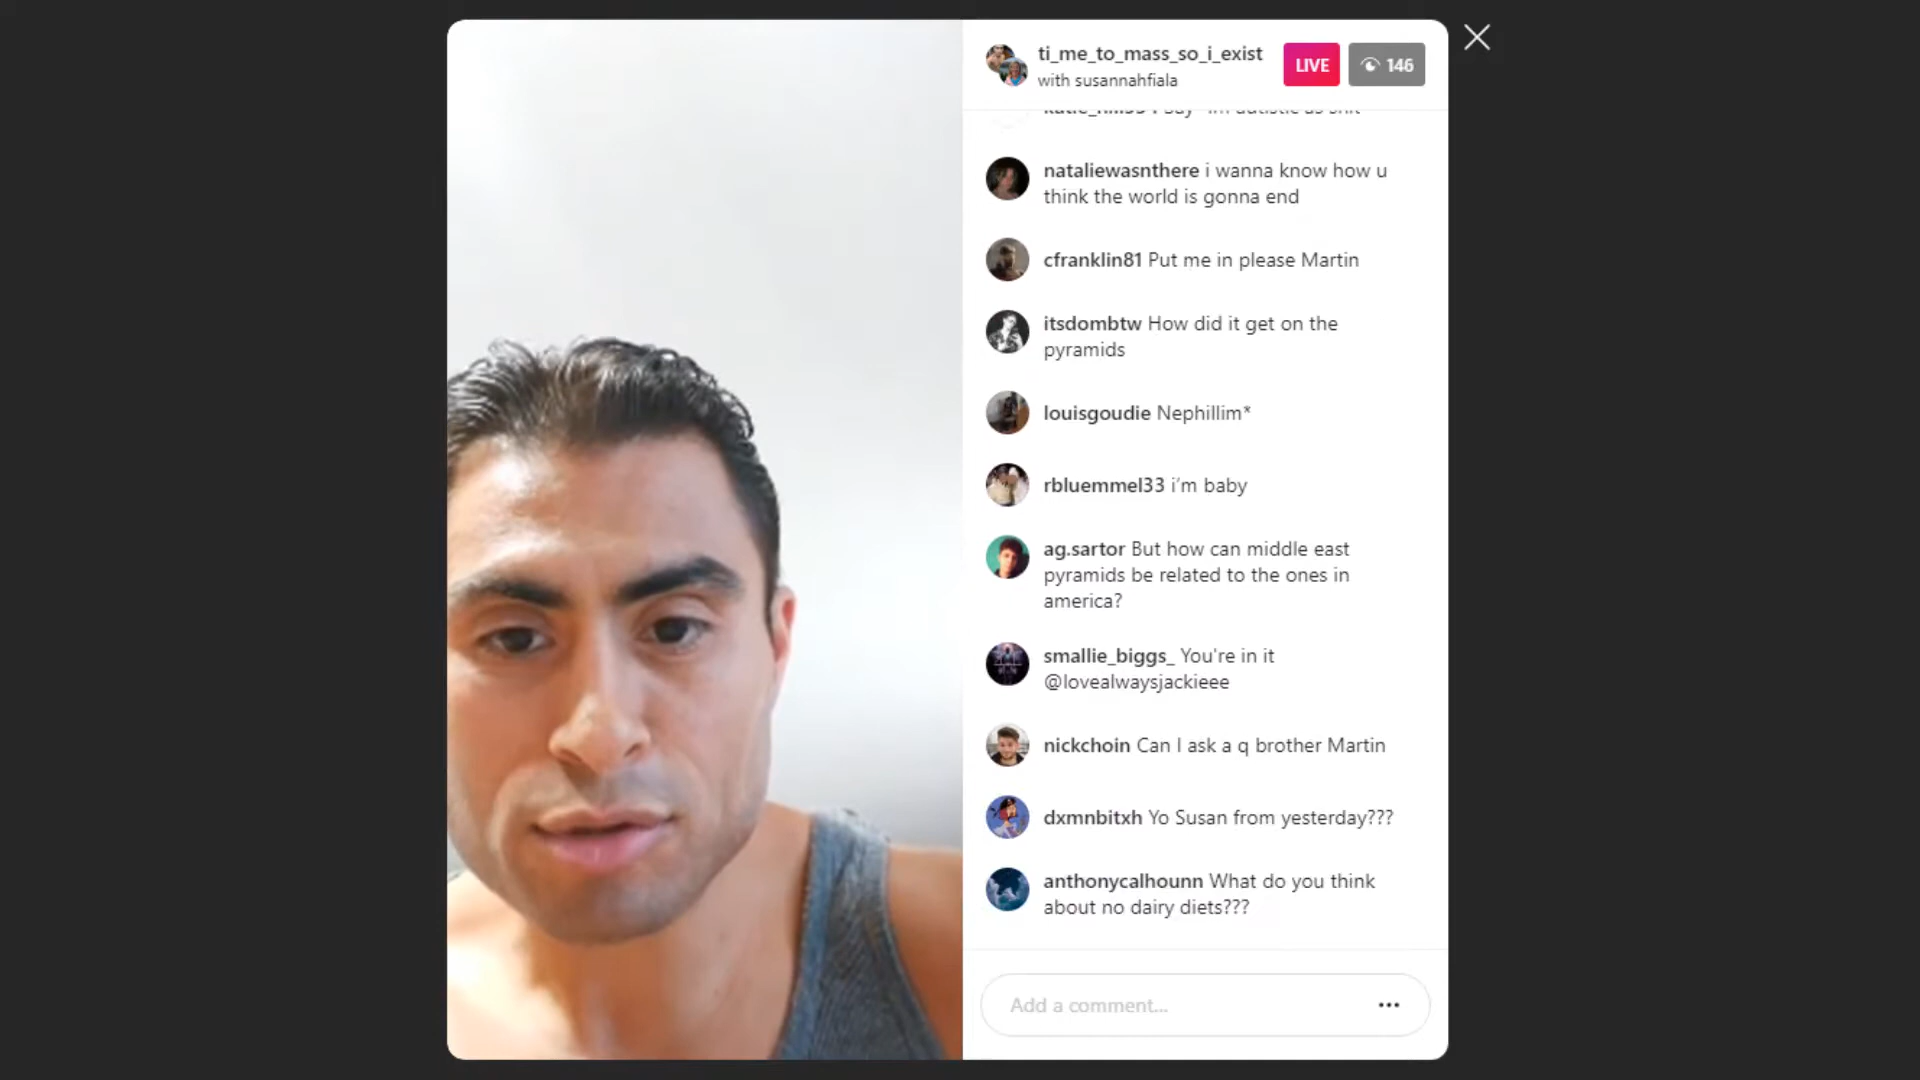 ti_me_to_mass_so_i_exist
with susannahfiala
LIVE
146
nataliewasnthere i wanna know how u
think the world is gonna end
cfranklin81 Put me in please Martin
itsdombtw How did it get on the
pyramids
louisgoudie Nephillim*
rbluemmel33 i'm baby
ag.sartor But how can middle east
pyramids be related to the ones in
america?
smallie_biggs_ You're in it
@lovealwaysjackieee
nickchoin Can I ask a q brother Martin
dxmnbitxh Yo Susan from yesterday???
anthonycalhounn What do you think
about no dairy diets???
Add a comment...